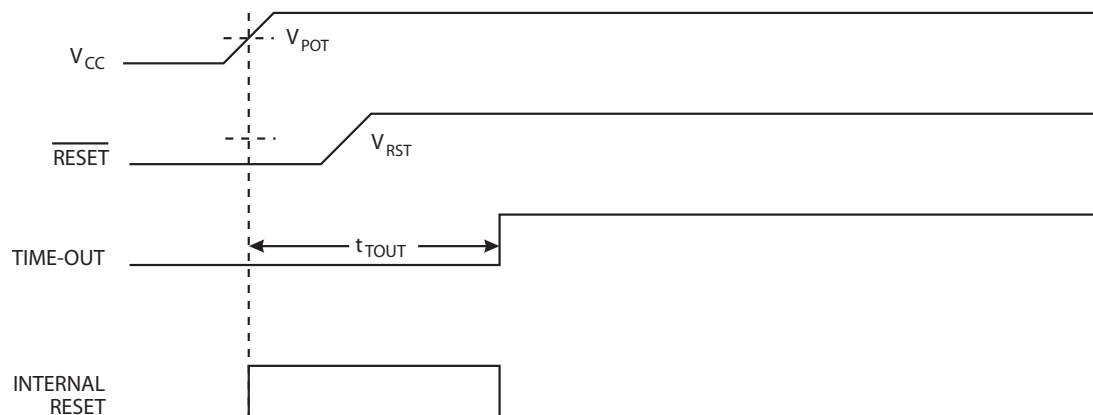 V_CC
V_POT
RESET
V_RST
TIME-OUT
t_TOUT
INTERNAL
RESET